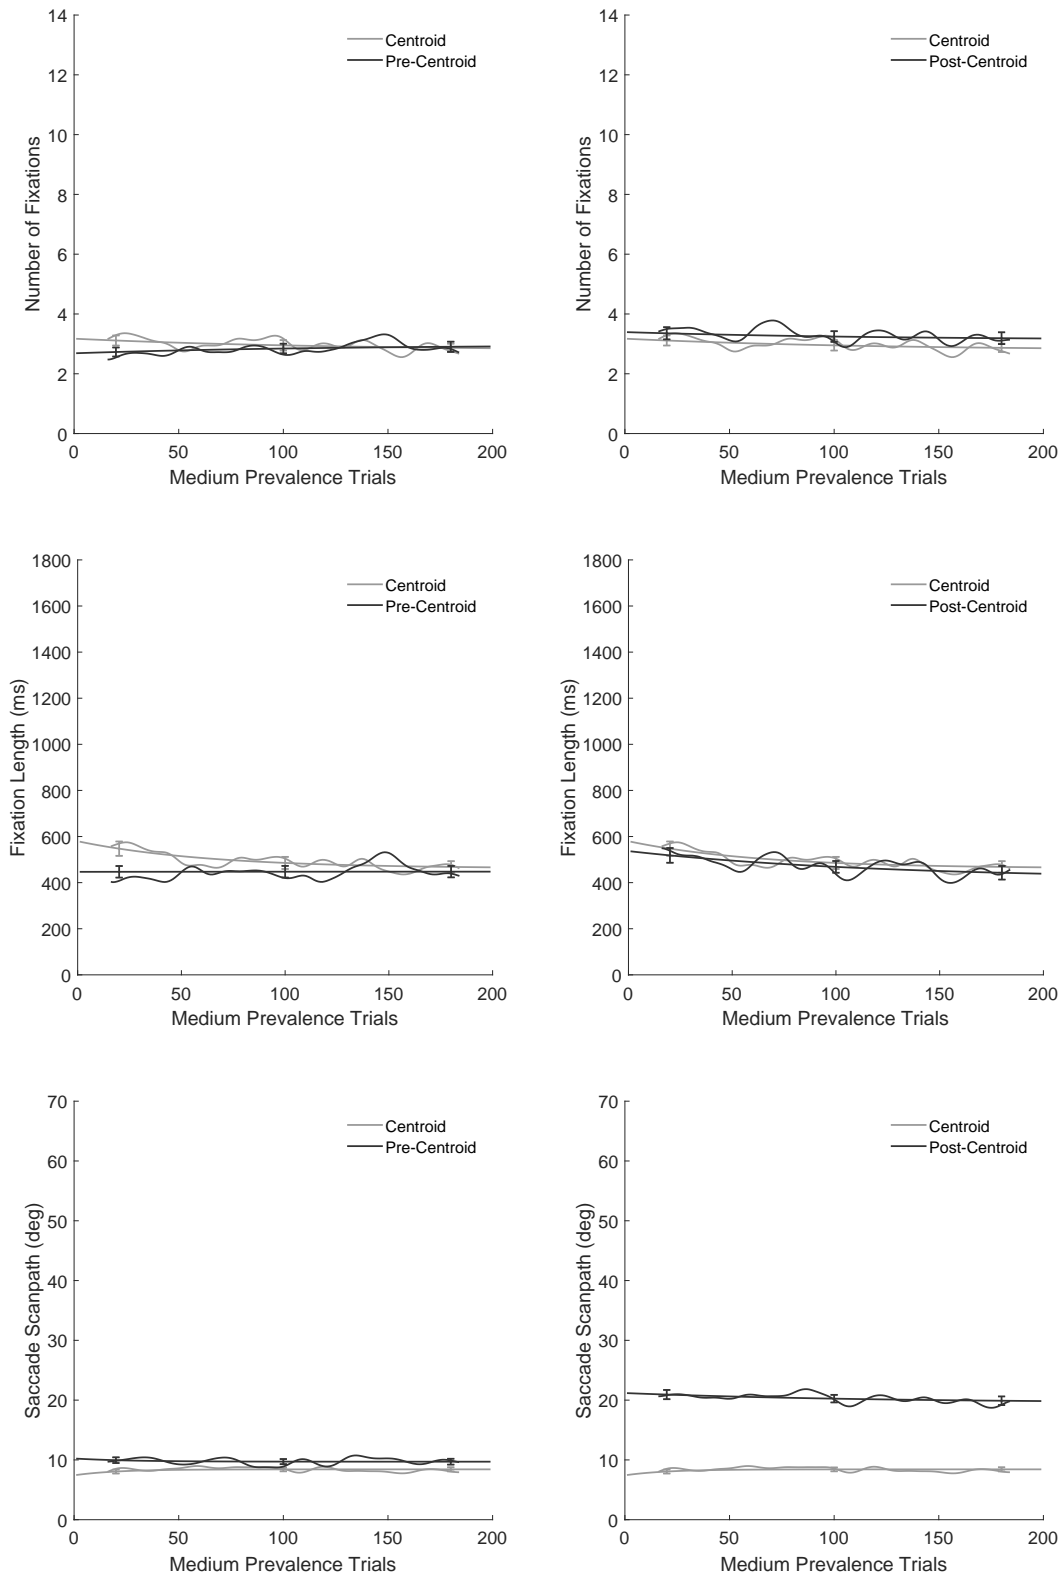 14
12
10
8
6
4
2
0
Number of Fixations
0 50 100 150 200
Medium Prevalence Trials
Centroid
Pre-Centroid
14
12
10
8
6
4
2
0
Number of Fixations
0 50 100 150 200
Medium Prevalence Trials
Centroid
Post-Centroid
1800
1600
1400
1200
1000
800
600
400
200
0
Fixation Length (ms)
0 50 100 150 200
Medium Prevalence Trials
Centroid
Pre-Centroid
1800
1600
1400
1200
1000
800
600
400
200
0
Fixation Length (ms)
0 50 100 150 200
Medium Prevalence Trials
Centroid
Post-Centroid
70
60
50
40
30
20
10
0
Saccade Scanpath (deg)
0 50 100 150 200
Medium Prevalence Trials
Centroid
Pre-Centroid
70
60
50
40
30
20
10
0
Saccade Scanpath (deg)
0 50 100 150 200
Medium Prevalence Trials
Centroid
Post-Centroid